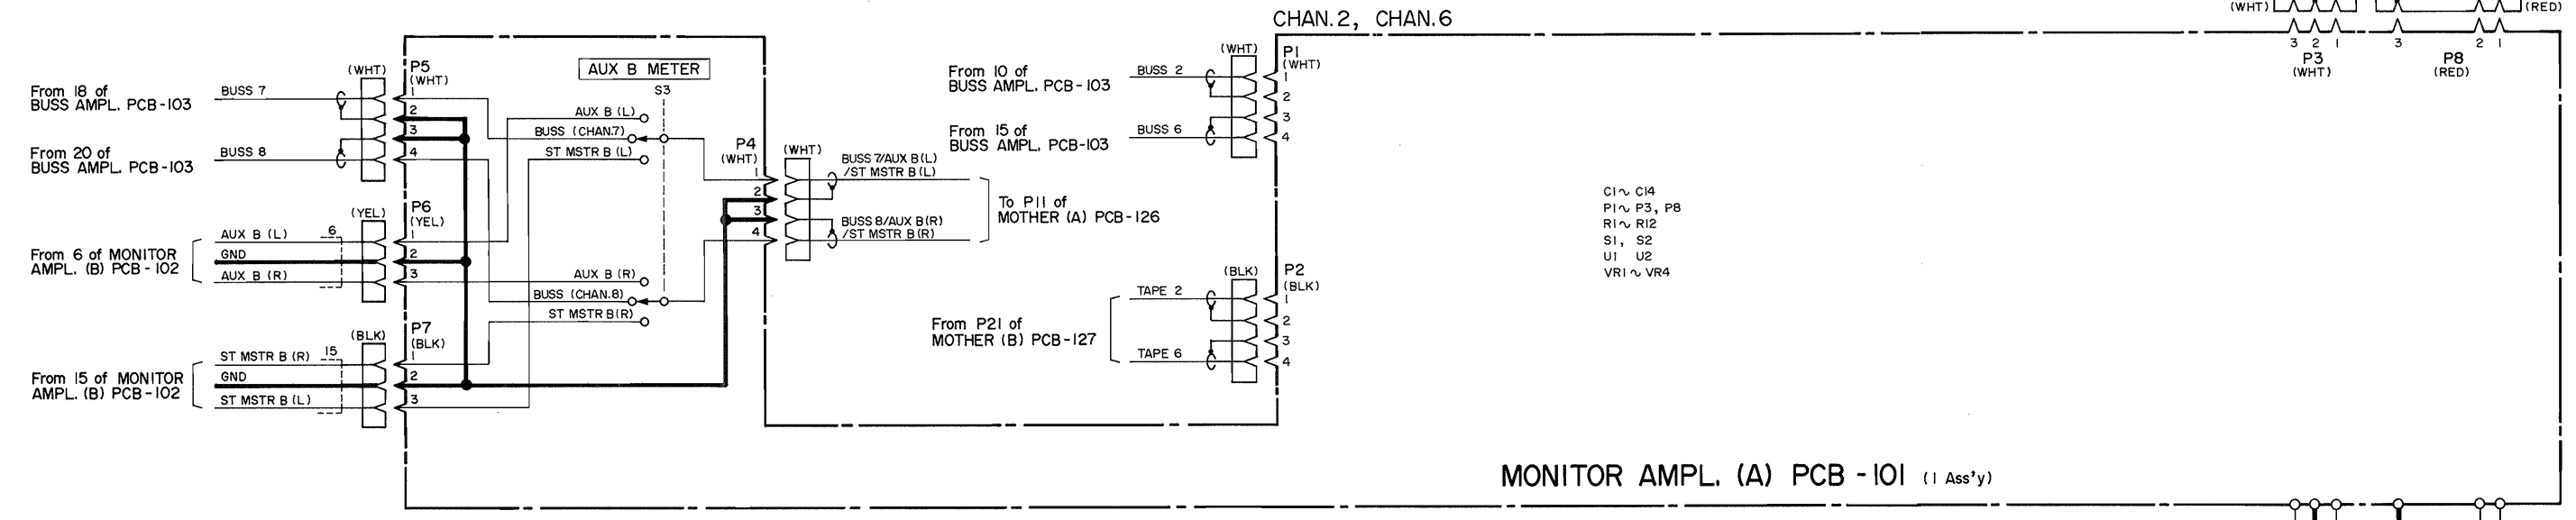 CHAN.2, CHAN.6
(WHT)
(RED)
3 2 1
3 2 1
P3
(WHT)
P8
(RED)
From 18 of
BUSS AMPL. PCB-103
BUSS 7
(WHT)
P5
(WHT)
1
2
3
4
From 20 of
BUSS AMPL. PCB-103
BUSS 8
AUX B METER
S3
AUX B (L)
BUSS (CHAN.7)
ST MSTR B (L)
(YEL)
P6
(YEL)
1
2
3
From 6 of MONITOR
AMPL. (B) PCB-102
AUX B (L)
6
GND
AUX B (R)
AUX B (R)
BUSS (CHAN.8)
ST MSTR B(R)
(BLK)
P7
(BLK)
1
2
3
From 15 of MONITOR
AMPL. (B) PCB-102
ST MSTR B (R)
15
GND
ST MSTR B (L)
P4
(WHT)
1
2
3
4
(WHT)
BUSS 7/AUX B(L)
/ST MSTR B(L)
BUSS 8/AUX B(R)
/ST MSTR B(R)
To P11 of
MOTHER (A) PCB-126
From 10 of
BUSS AMPL. PCB-103
BUSS 2
From 15 of
BUSS AMPL. PCB-103
BUSS 6
(WHT)
P1
(WHT)
1
2
3
4
From P21 of
MOTHER (B) PCB-127
TAPE 2
TAPE 6
(BLK)
P2
(BLK)
1
2
3
4
C1~ C14
P1~ P3, P8
R1~ R12
S1, S2
U1 U2
VR1~ VR4
MONITOR AMPL. (A) PCB-101 (1 Ass'y)